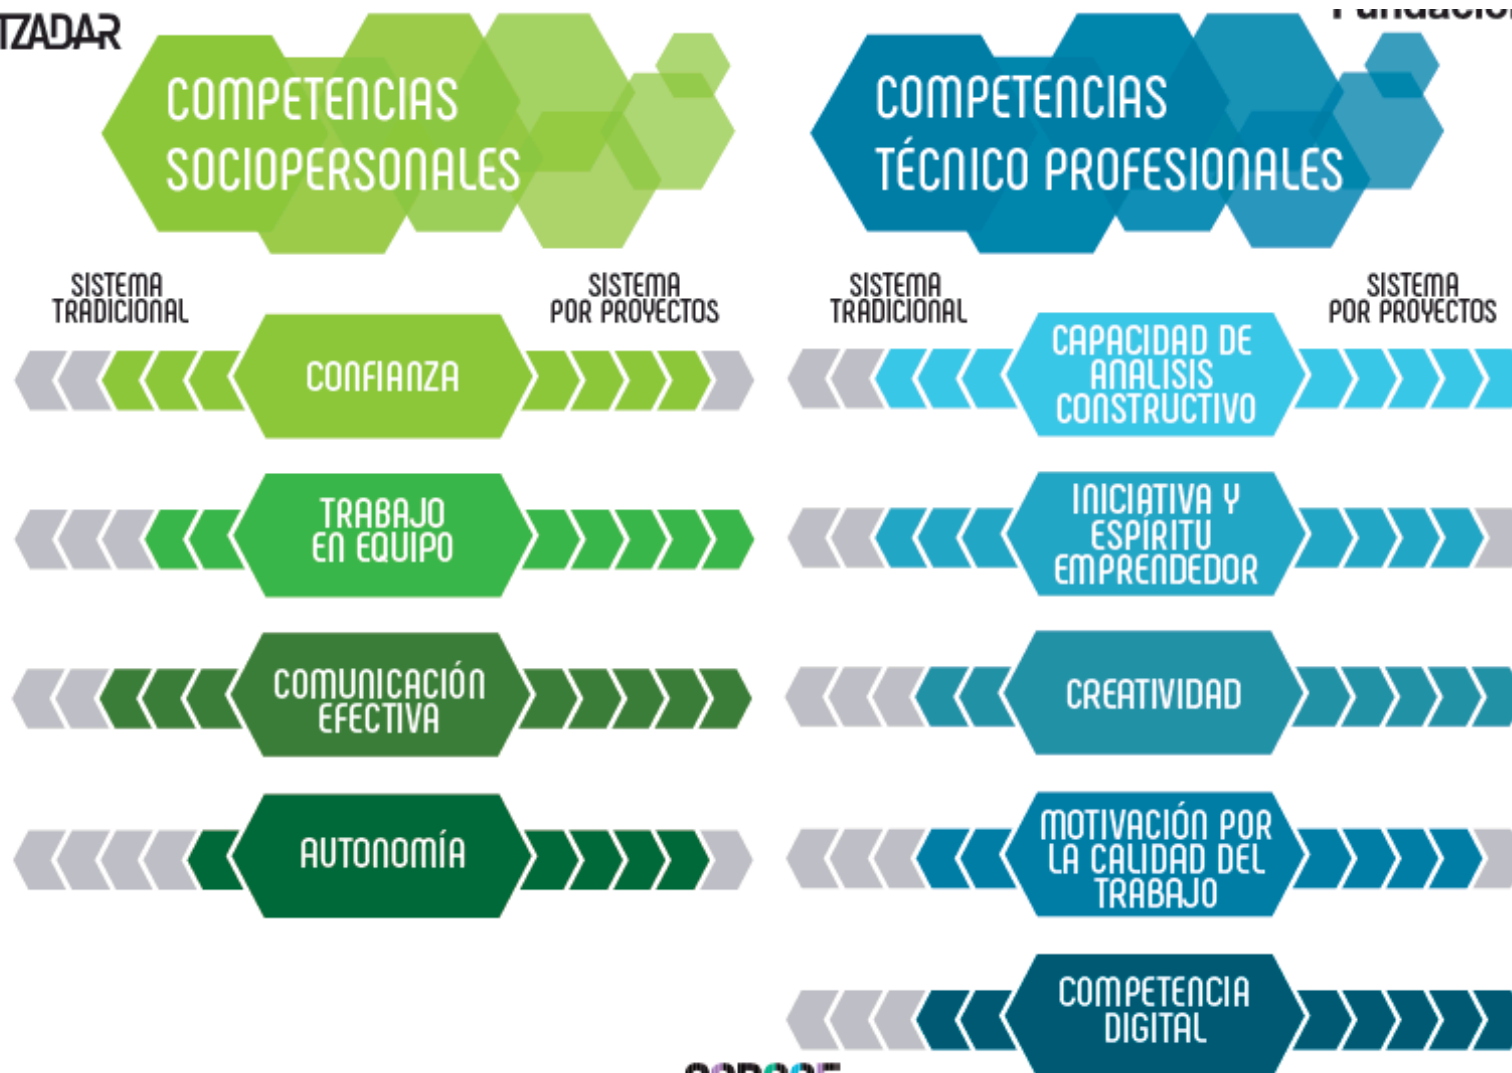 TZADAR
COMPETENCIAS
SOCIOPERSONALES
SISTEMA
TRADICIONAL
SISTEMA
POR PROYECTOS
CONFIANZA
TRABAJO
EN EQUIPO
COMUNICACIÓN
EFECTIVA
AUTONOMÍA
COMPETENCIAS
TÉCNICO PROFESIONALES
SISTEMA
TRADICIONAL
SISTEMA
POR PROYECTOS
CAPACIDAD DE
ANALISIS
CONSTRUCTIVO
INICIATIVA Y
ESPÍRITU
EMPRENDEDOR
CREATIVIDAD
MOTIVACIÓN POR
LA CALIDAD DEL
TRABAJO
COMPETENCIA
DIGITAL